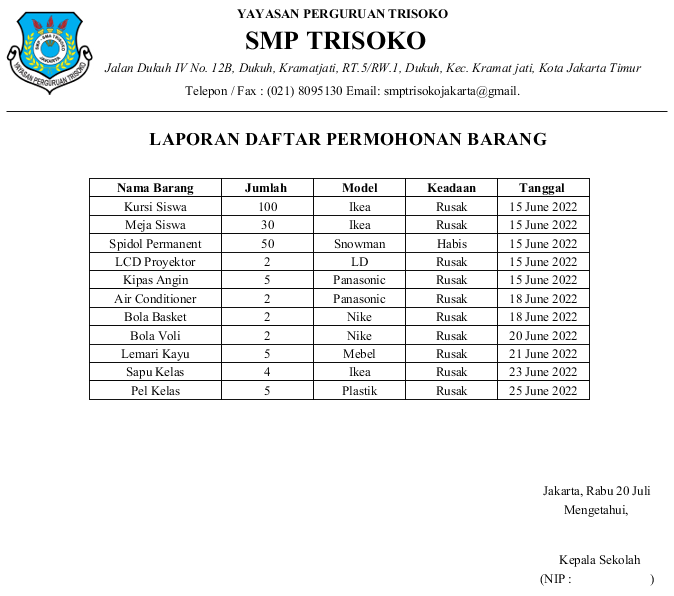 YAYASAN PERGURUAN TRISOKO
SMP TRISOKO
Jalan Dukuh IV No. 12B, Dukuh, Kramatjati, RT.5/RW.1, Dukuh, Kec. Kramat jati, Kota Jakarta Timur
Telepon / Fax : (021) 8095130 Email: smptrisokojakarta@gmail.
SMP TRISOKO
JAKARTA
YAYASAN PERGURUAN TRISOKO
LAPORAN DAFTAR PERMOHONAN BARANG
Nama Barang Jumlah Model Keadaan Tanggal
Kursi Siswa 100 Ikea Rusak 15 June 2022
Meja Siswa 30 Ikea Rusak 15 June 2022
Spidol Permanent 50 Snowman Habis 15 June 2022
LCD Proyektor 2 LD Rusak 15 June 2022
Kipas Angin 5 Panasonic Rusak 15 June 2022
Air Conditioner 2 Panasonic Rusak 18 June 2022
Bola Basket 2 Nike Rusak 18 June 2022
Bola Voli 2 Nike Rusak 20 June 2022
Lemari Kayu 5 Mebel Rusak 21 June 2022
Sapu Kelas 4 Ikea Rusak 23 June 2022
Pel Kelas 5 Plastik Rusak 25 June 2022
Jakarta, Rabu 20 Juli
Mengetahui,
Kepala Sekolah
(NIP : )